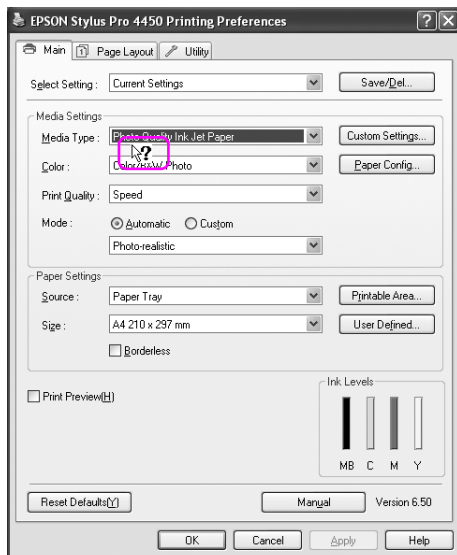 EPSON Stylus Pro 4450 Printing Preferences
Main Page Layout Utility
Select Setting : Current Settings Save/Del...
Media Settings
Media Type : Photo Quality Ink Jet Paper Custom Settings...
Color : Color/B&W Photo Paper Config...
Print Quality : Speed
Mode : Automatic Custom
Photo-realistic
Paper Settings
Source : Paper Tray Printable Area...
Size : A4 210 x 297 mm User Defined...
Borderless
Print Preview(H)
Ink Levels
MB C M Y
Reset Defaults(Y) Manual Version 6.50
OK Cancel Apply Help